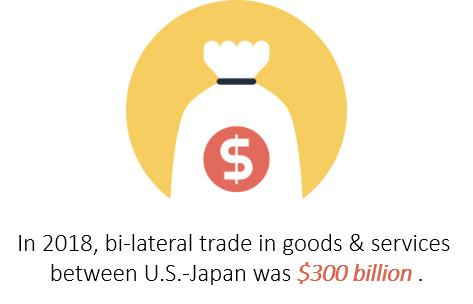 $
In 2018, bi-lateral trade in goods & services
between U.S.-Japan was $300 billion .